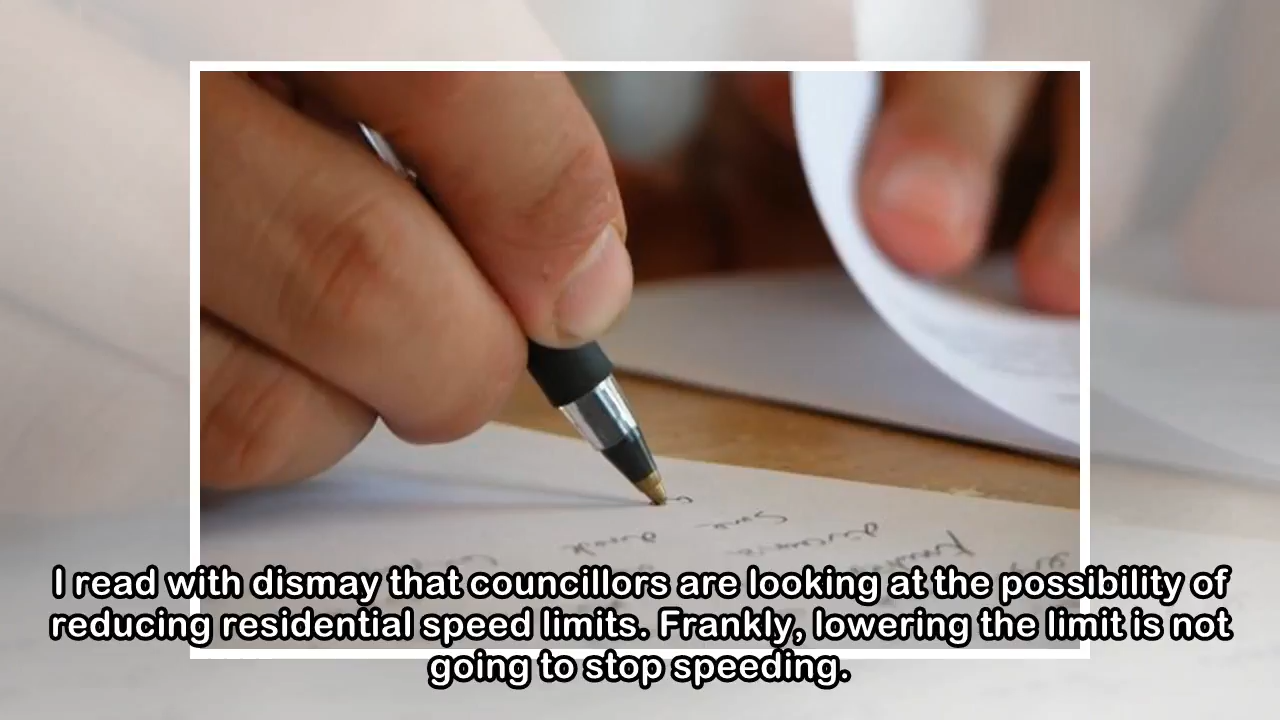 I read with dismay that councillors are looking at the possibility of
reducing residential speed limits. Frankly, lowering the limit is not
going to stop speeding.